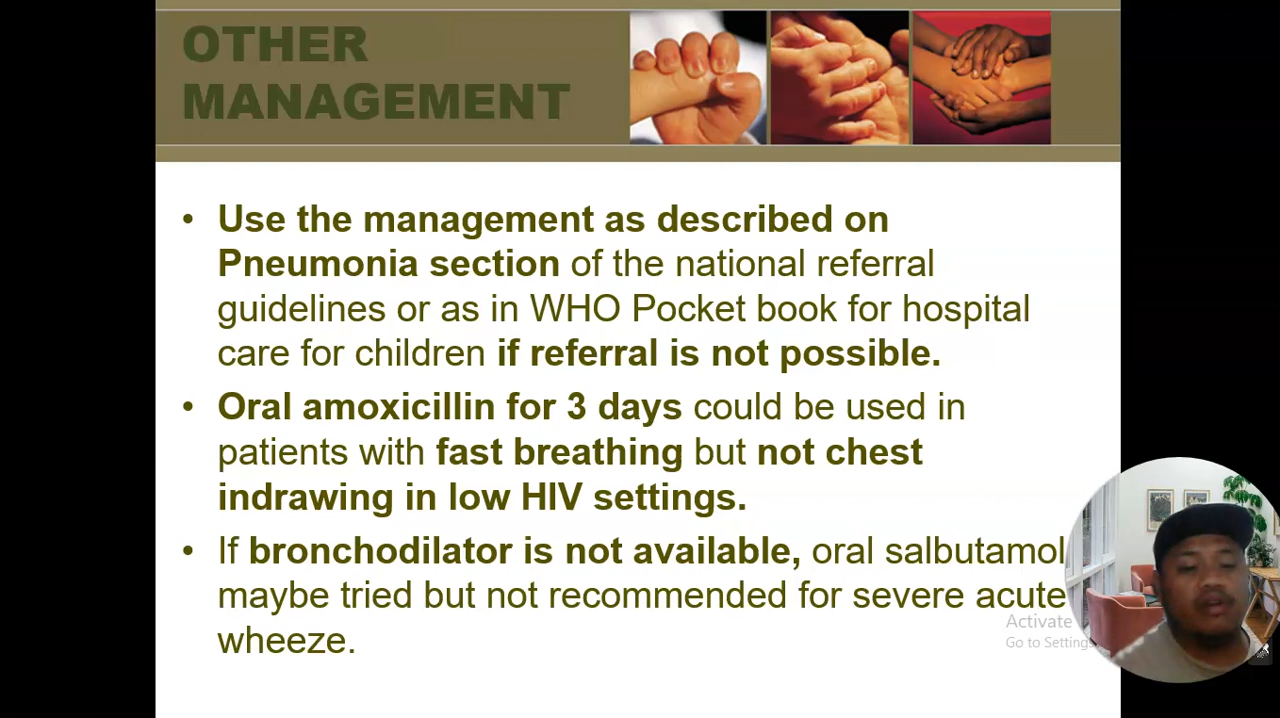 OTHER
MANAGEMENT
• Use the management as described on
Pneumonia section of the national referral
guidelines or as in WHO Pocket book for hospital
care for children if referral is not possible.
• Oral amoxicillin for 3 days could be used in
patients with fast breathing but not chest
indrawing in low HIV settings.
• If bronchodilator is not available, oral salbutamol
maybe tried but not recommended for severe acute
wheeze.
Activate
Go to Settings